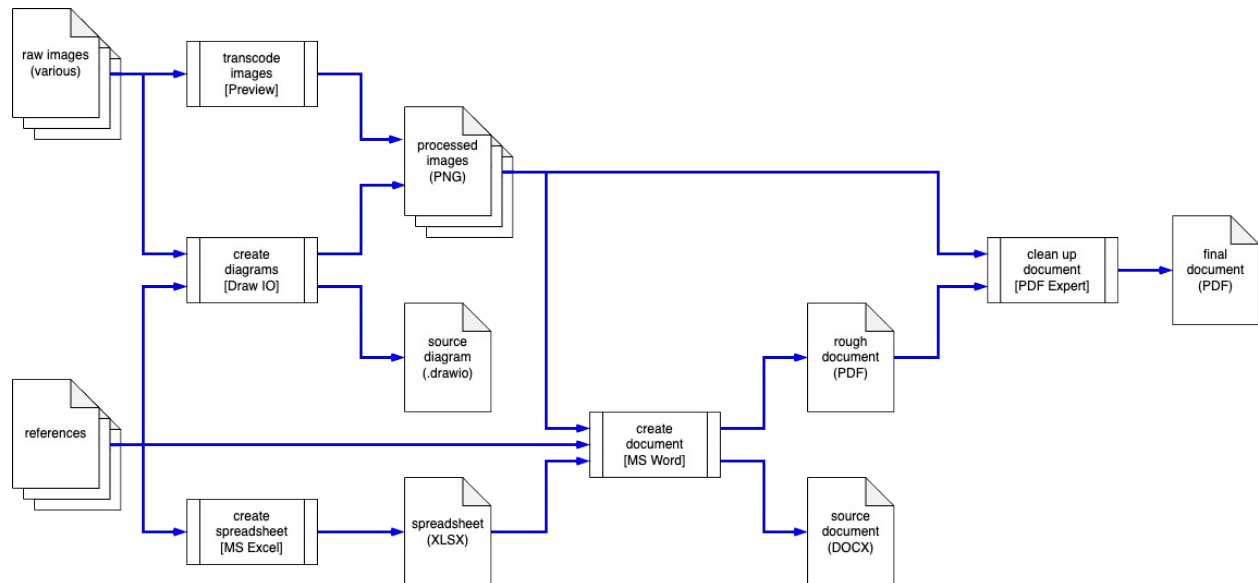 raw images
(various)
transcode
images
[Preview]
processed
images
(PNG)
create
diagrams
[Draw IO]
clean up
document
[PDF Expert]
final
document
(PDF)
source
diagram
(.drawio)
rough
document
(PDF)
references
create
document
[MS Word]
create
spreadsheet
[MS Excel]
spreadsheet
(XLSX)
source
document
(DOCX)